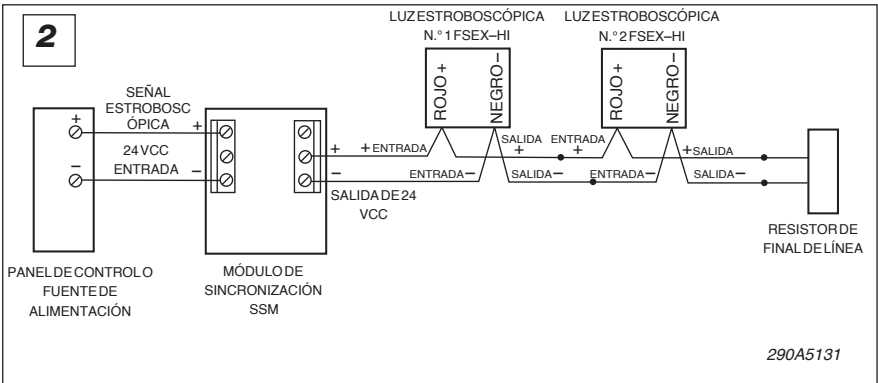 2
LUZ ESTROBOSCÓPICA
N.° 1 FSEX–HI
LUZ ESTROBOSCÓPICA
N.° 2 FSEX–HI
ROJO +
NEGRO –
ROJO +
NEGRO –
SEÑAL
ESTROBOSC
ÓPICA
24 VCC
ENTRADA
+
–
+
–
+
–
+ ENTRADA
ENTRADA –
SALIDA
+
SALIDA –
ENTRADA
+
ENTRADA –
+ SALIDA
SALIDA –
SALIDA DE 24
VCC
PANEL DE CONTROL O
FUENTE DE
ALIMENTACIÓN
MÓDULO DE
SINCRONIZACIÓN
SSM
RESISTOR DE
FINAL DE LÍNEA
290A5131